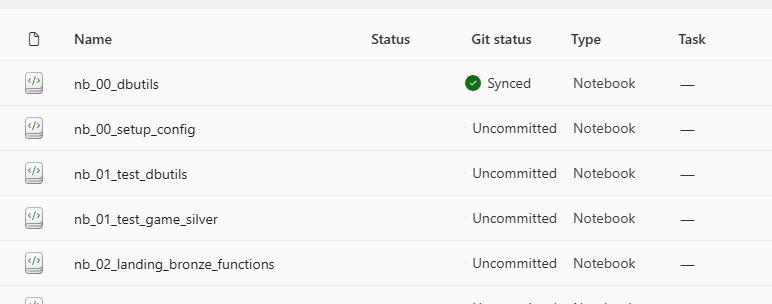 Name Status Git status Type Task
nb_00_dbutils Synced Notebook —
nb_00_setup_config Uncommitted Notebook —
nb_01_test_dbutils Uncommitted Notebook —
nb_01_test_game_silver Uncommitted Notebook —
nb_02_landing_bronze_functions Uncommitted Notebook —